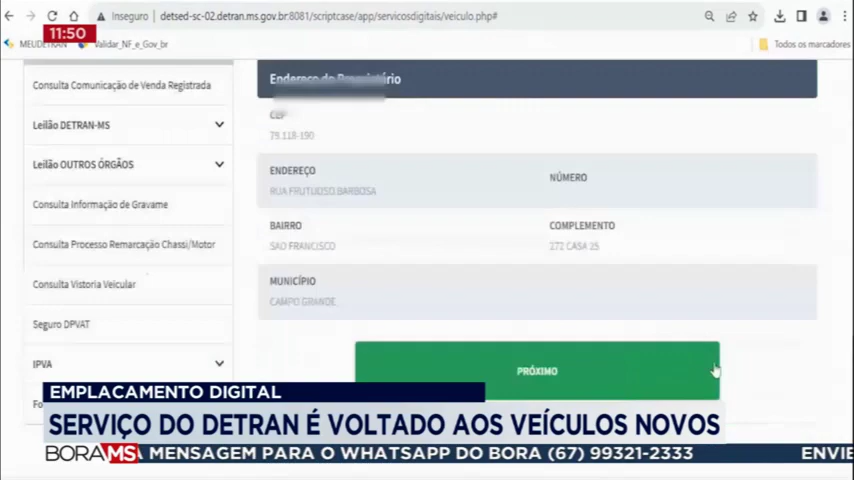 Inseguro detsed-sc-02.detran.ms.gov.br:8081/scriptcase/app/servicosdigitais/veiculo.php#
11:50
MEUDETRAN Validar_NF_e_Gov_br Todos os marcadores
Consulta Comunicação de Venda Registrada
Leilão DETRAN-MS
Leilão OUTROS ÓRGÃOS
Consulta Informação de Gravame
Consulta Processo Remarcação Chassi/Motor
Consulta Vistoria Veicular
Seguro DPVAT
IPVA
Endereço do Proprietário
CEP
79.118-190
ENDEREÇO
RUA FRUTUOSO BARBOSA
NÚMERO
BAIRRO
SAO FRANCISCO
COMPLEMENTO
272 CASA 25
MUNICÍPIO
CAMPO GRANDE
PRÓXIMO
EMPLACAMENTO DIGITAL
SERVIÇO DO DETRAN É VOLTADO AOS VEÍCULOS NOVOS
BORA MS
A MENSAGEM PARA O WHATSAPP DO BORA (67) 99321-2333 ENVIE